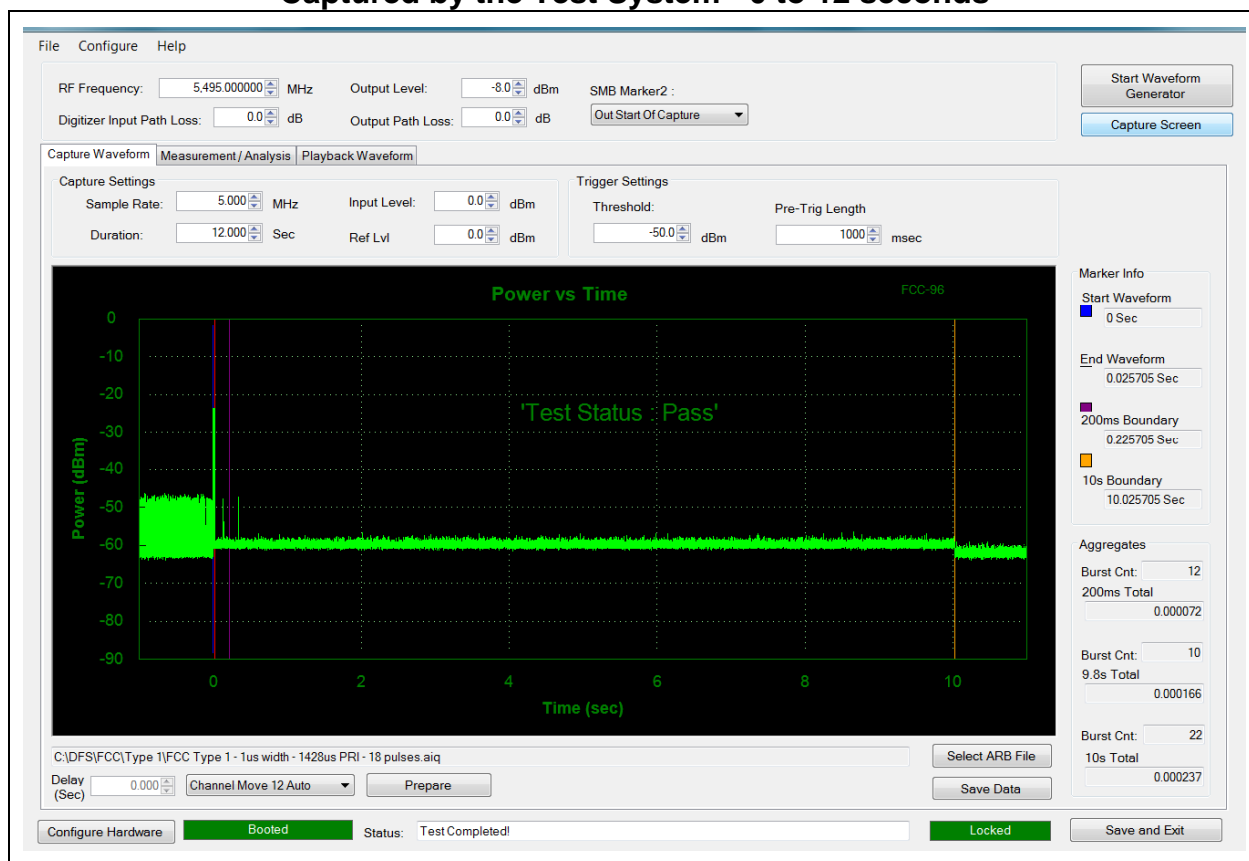 Captured by the Test System - 0 to 12 seconds
File Configure Help
RF Frequency: 5,495.000000 MHz Output Level: -8.0 dBm SMB Marker2 :
Digitizer Input Path Loss: 0.0 dB Output Path Loss: 0.0 dB Out Start Of Capture
Start Waveform Generator
Capture Screen
Capture Waveform Measurement / Analysis Playback Waveform
Capture Settings
Sample Rate: 5.000 MHz Input Level: 0.0 dBm
Duration: 12.000 Sec Ref Lvl 0.0 dBm
Trigger Settings
Threshold: Pre-Trig Length
-50.0 dBm 1000 msec
Power vs Time
FCC-96
'Test Status : Pass'
Power (dBm)
0
-10
-20
-30
-40
-50
-60
-70
-80
-90
0 2 4 6 8 10
Time (sec)
Marker Info
Start Waveform
0 Sec
End Waveform
0.025705 Sec
200ms Boundary
0.225705 Sec
10s Boundary
10.025705 Sec
Aggregates
Burst Cnt: 12
200ms Total
0.000072
Burst Cnt: 10
9.8s Total
0.000166
Burst Cnt: 22
10s Total
0.000237
C:\DFS\FCC\Type 1\FCC Type 1 - 1us width - 1428us PRI - 18 pulses.aiq
Select ARB File
Delay (Sec) 0.000 Channel Move 12 Auto Prepare
Save Data
Configure Hardware Booted Status: Test Completed! Locked Save and Exit